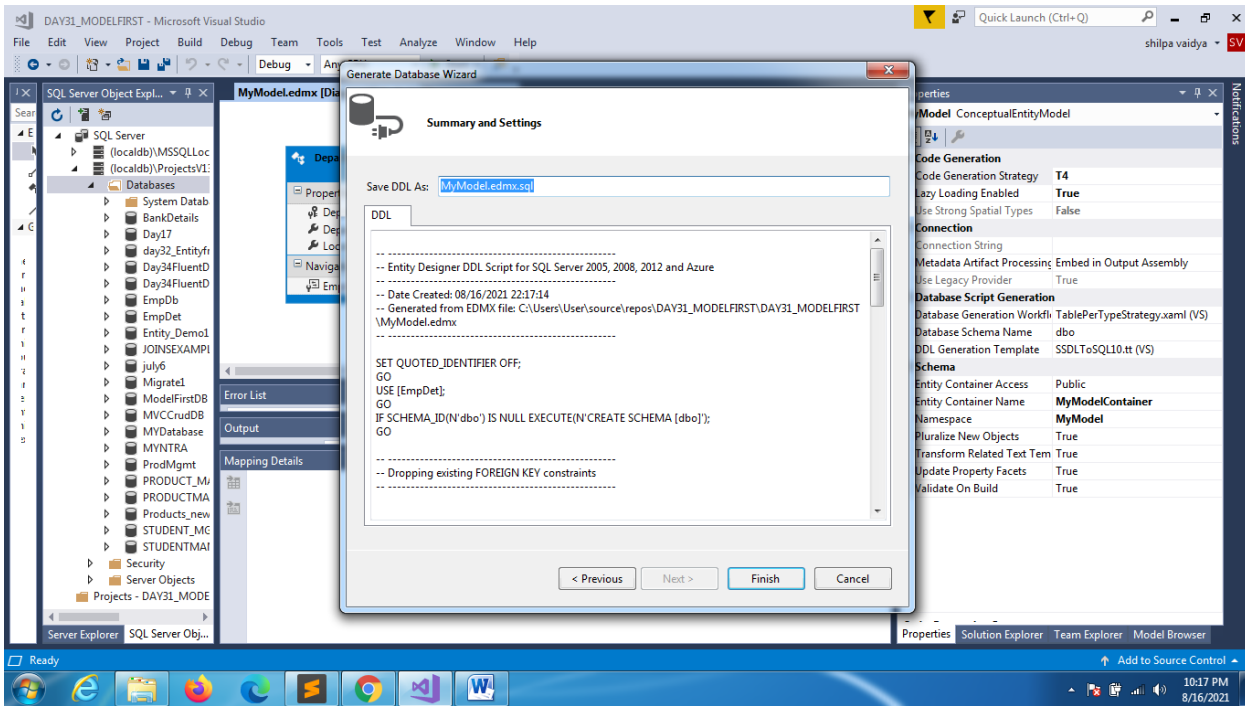 DAY31_MODELFIRST - Microsoft Visual Studio
Quick Launch (Ctrl+Q)
File Edit View Project Build Debug Team Tools Test Analyze Window Help
shilpa vaidya
SV
Debug
SQL Server Object Expl...
MyModel.edmx [Dia
SQL Server
(localdb)\MSSQLLoc
(localdb)\ProjectsV1
Databases
System Datab
BankDetails
Day17
day32_Entityfr
Day34FluentD
Day34FluentD
EmpDb
EmpDet
Entity_Demo1
JOINSEXAMPL
july6
Migrate1
ModelFirstDB
MVCCrudDB
MYDatabase
MYNTRA
ProdMgmt
PRODUCT_M
PRODUCTMA
Products_new
STUDENT_MG
STUDENTMA
Security
Server Objects
Projects - DAY31_MODE
Server Explorer SQL Server Obj...
Depa
Proper
Dep
Dep
Loc
Naviga
Em
Error List
Output
Mapping Details
Generate Database Wizard
Summary and Settings
Save DDL As: MyModel.edmx.sql
DDL
-- --------------------------------------------------
-- Entity Designer DDL Script for SQL Server 2005, 2008, 2012 and Azure
-- --------------------------------------------------
-- Date Created: 08/16/2021 22:17:14
-- Generated from EDMX file: C:\Users\User\source\repos\DAY31_MODELFIRST\DAY31_MODELFIRST
\MyModel.edmx
-- --------------------------------------------------
SET QUOTED_IDENTIFIER OFF;
GO
USE [EmpDet];
GO
IF SCHEMA_ID(N'dbo') IS NULL EXECUTE(N'CREATE SCHEMA [dbo]');
GO
-- --------------------------------------------------
-- Dropping existing FOREIGN KEY constraints
-- --------------------------------------------------
< Previous Next > Finish Cancel
perties
Model ConceptualEntityModel
Code Generation
Code Generation Strategy T4
Lazy Loading Enabled True
Use Strong Spatial Types False
Connection
Connection String
Metadata Artifact Processing Embed in Output Assembly
Use Legacy Provider True
Database Script Generation
Database Generation Workfl TablePerTypeStrategy.xaml (VS)
Database Schema Name dbo
DDL Generation Template SSDLToSQL10.tt (VS)
Schema
Entity Container Access Public
Entity Container Name MyModelContainer
Namespace MyModel
Pluralize New Objects True
Transform Related Text Tem True
Update Property Facets True
Validate On Build True
Properties Solution Explorer Team Explorer Model Browser
Notifications
Ready
Add to Source Control
10:17 PM
8/16/2021